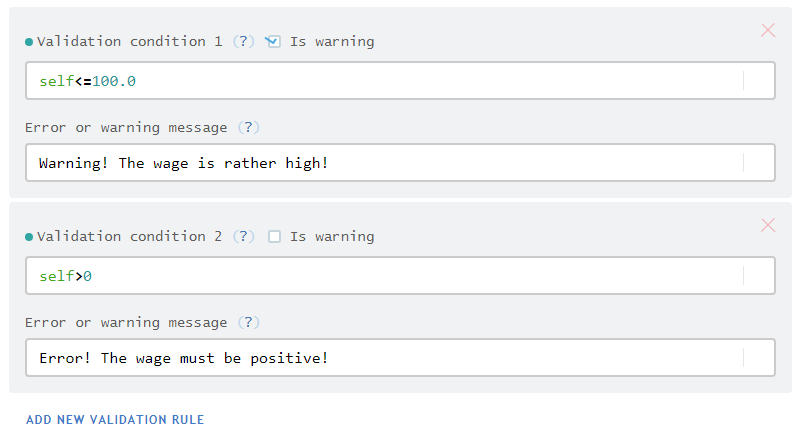 Validation condition 1 (?) Is warning
self<=100.0
Error or warning message (?)
Warning! The wage is rather high!
Validation condition 2 (?) Is warning
self>0
Error or warning message (?)
Error! The wage must be positive!
ADD NEW VALIDATION RULE